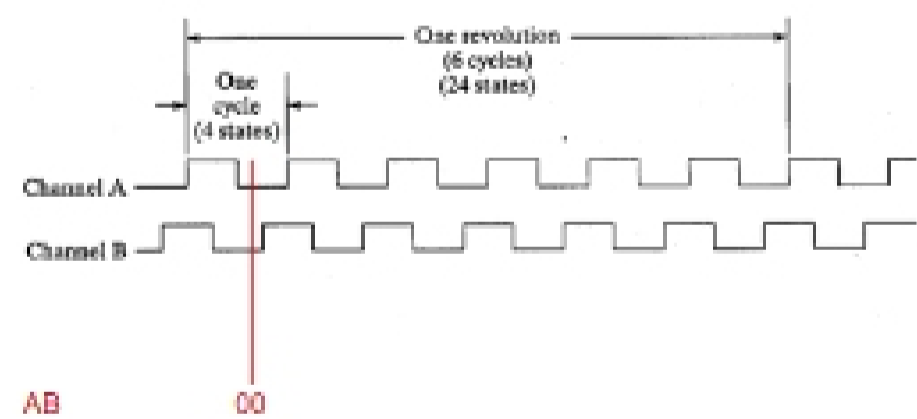 One revolution
(6 cycles)
(24 states)
One
cycle
(4 states)
Channel A
Channel B
AB 00